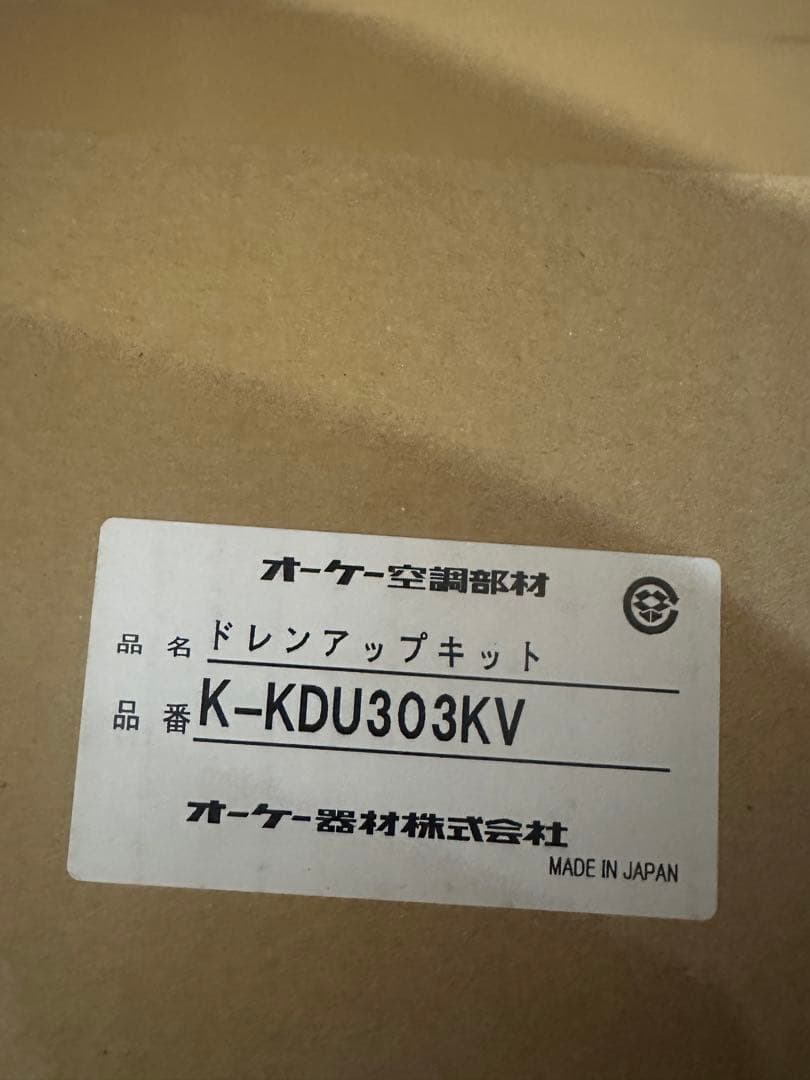 オーケー空調部材
品名 ドレンアップキット
品番 K-KDU303KV
オーケー器材株式会社
MADE IN JAPAN